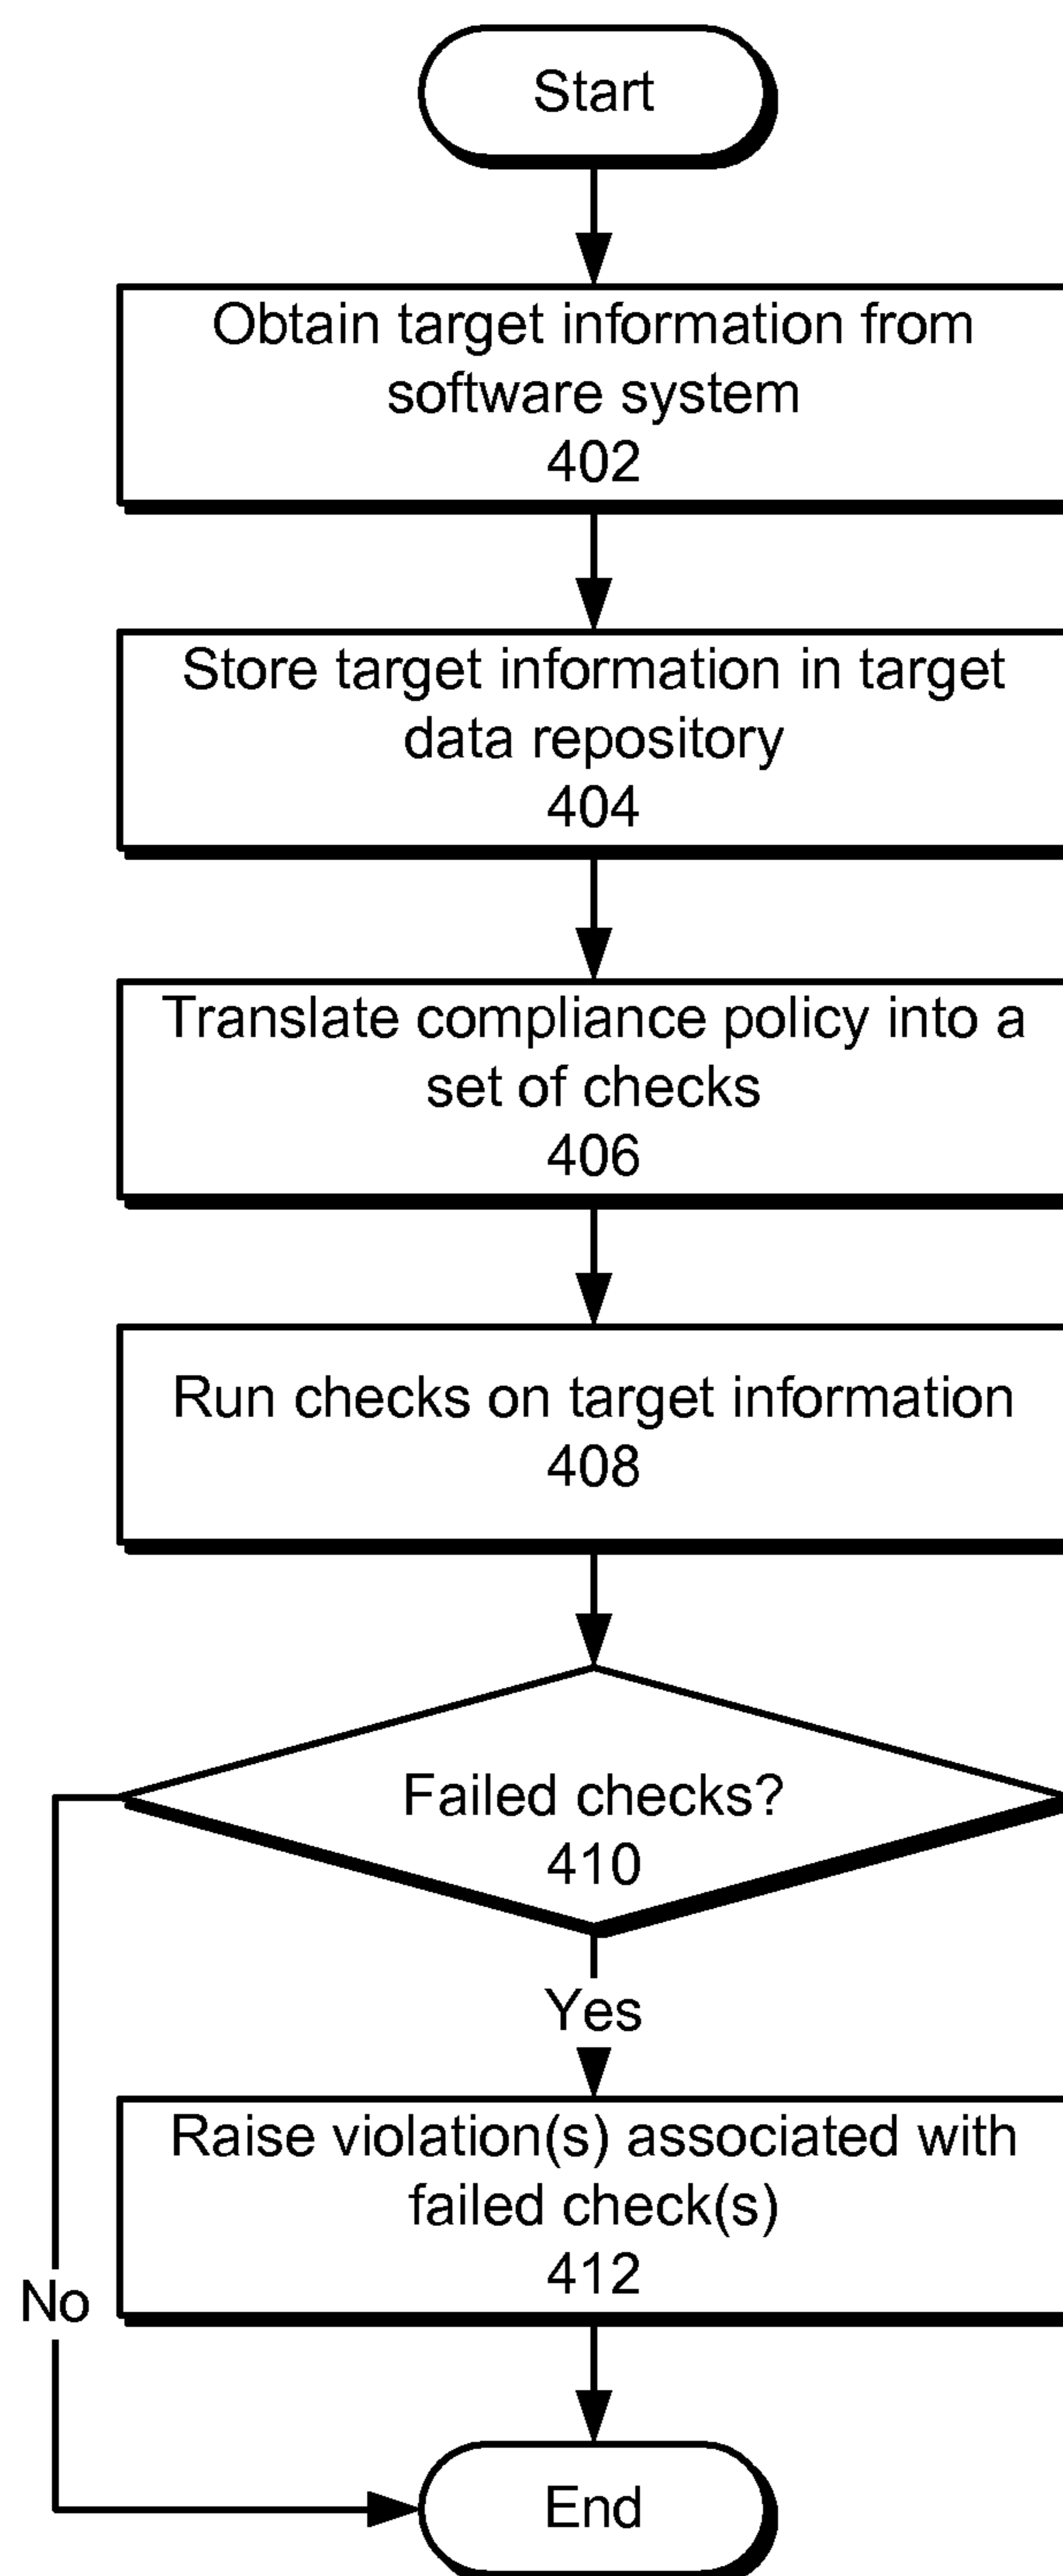 Start
Obtain target information from
software system
402
Store target information in target
data repository
404
Translate compliance policy into a
set of checks
406
Run checks on target information
408
Failed checks?
410
Yes
Raise violation(s) associated with
failed check(s)
412
No
End